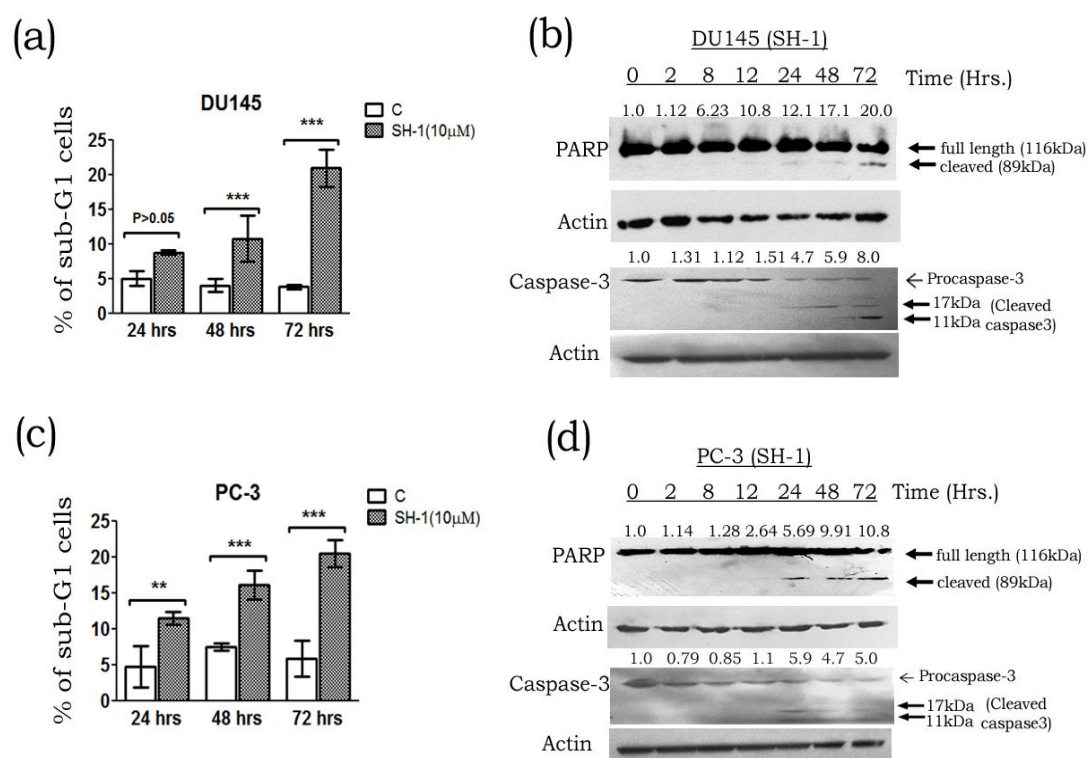 (a)
DU145
C
SH-1(10μM)
% of sub-G1 cells
25
20
15
10
5
0
P>0.05
***
***
24 hrs 48 hrs 72 hrs
(b)
DU145 (SH-1)
0 2 8 12 24 48 72 Time (Hrs.)
1.0 1.12 6.23 10.8 12.1 17.1 20.0
PARP
full length (116kDa)
cleaved (89kDa)
Actin
1.0 1.31 1.12 1.51 4.7 5.9 8.0
Caspase-3
Procaspase-3
17kDa (Cleaved
11kDa caspase3)
Actin
(c)
PC-3
C
SH-1(10μM)
% of sub-G1 cells
25
20
15
10
5
0
**
***
***
24 hrs 48 hrs 72 hrs
(d)
PC-3 (SH-1)
0 2 8 12 24 48 72 Time (Hrs.)
1.0 1.14 1.28 2.64 5.69 9.91 10.8
PARP
full length (116kDa)
cleaved (89kDa)
Actin
1.0 0.79 0.85 1.1 5.9 4.7 5.0
Caspase-3
Procaspase-3
17kDa (Cleaved
11kDa caspase3)
Actin